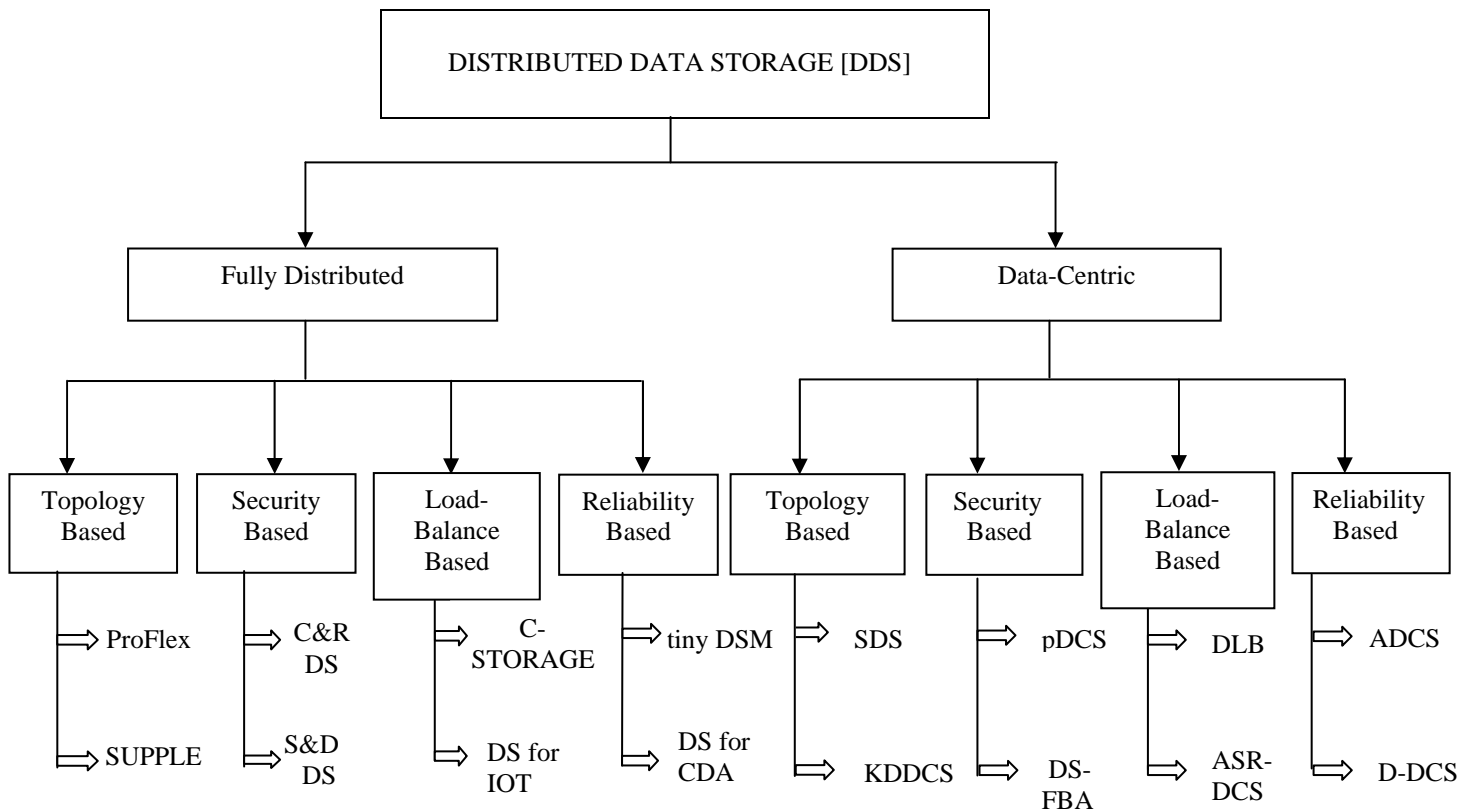 DISTRIBUTED DATA STORAGE [DDS]
Fully Distributed
Data-Centric
Topology
Based
Security
Based
Load-
Balance
Based
Reliability
Based
Topology
Based
Security
Based
Load-
Balance
Based
Reliability
Based
ProFlex
C&R
DS
C-
STORAGE
tiny DSM
SDS
pDCS
DLB
ADCS
SUPPLE
S&D
DS
DS for
IOT
DS for
CDA
KDDCS
DS-
FBA
ASR-
DCS
D-DCS